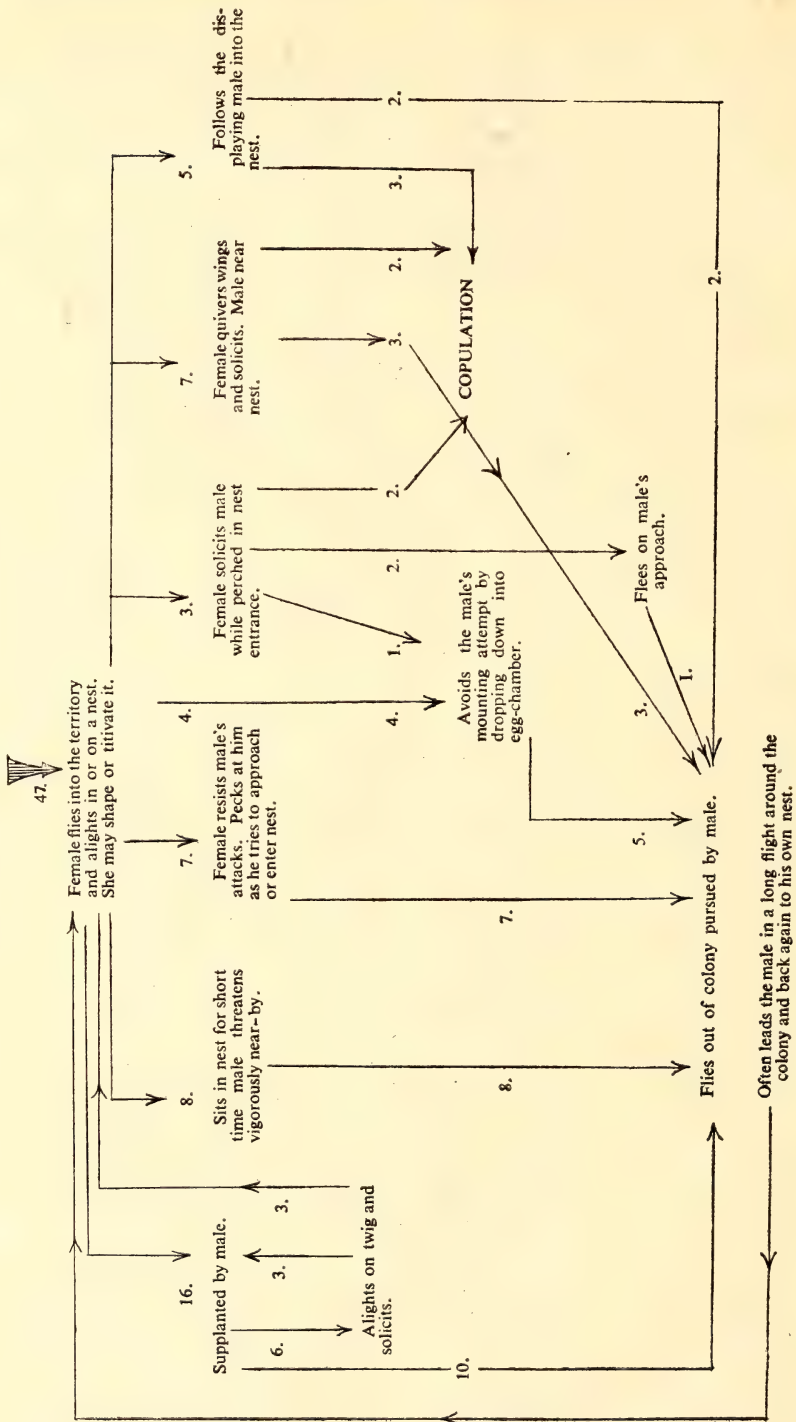 47.
Female flies into the territory
and alights in or on a nest.
She may shape or titivate it.
16.
Supplanted by male.
6.
3.
3.
Alights on twig and
solicits.
10.
8.
Sits in nest for short
time male threatens
vigorously near-by.
8.
7.
Female resists male's
attacks. Pecks at him
as he tries to approach
or enter nest.
7.
4.
4.
Avoids the male's
mounting attempt by
dropping down into
egg-chamber.
5.
3.
Female solicits male
while perched in nest
entrance.
1.
2.
2.
Flees on male's
approach.
1.
7.
Female quivers wings
and solicits. Male near
nest.
3.
2.
3.
5.
Follows the dis-
playing male into the
nest.
3.
2.
2.
COPULATION
Flies out of colony pursued by male.
Often leads the male in a long flight around the
colony and back again to his own nest.